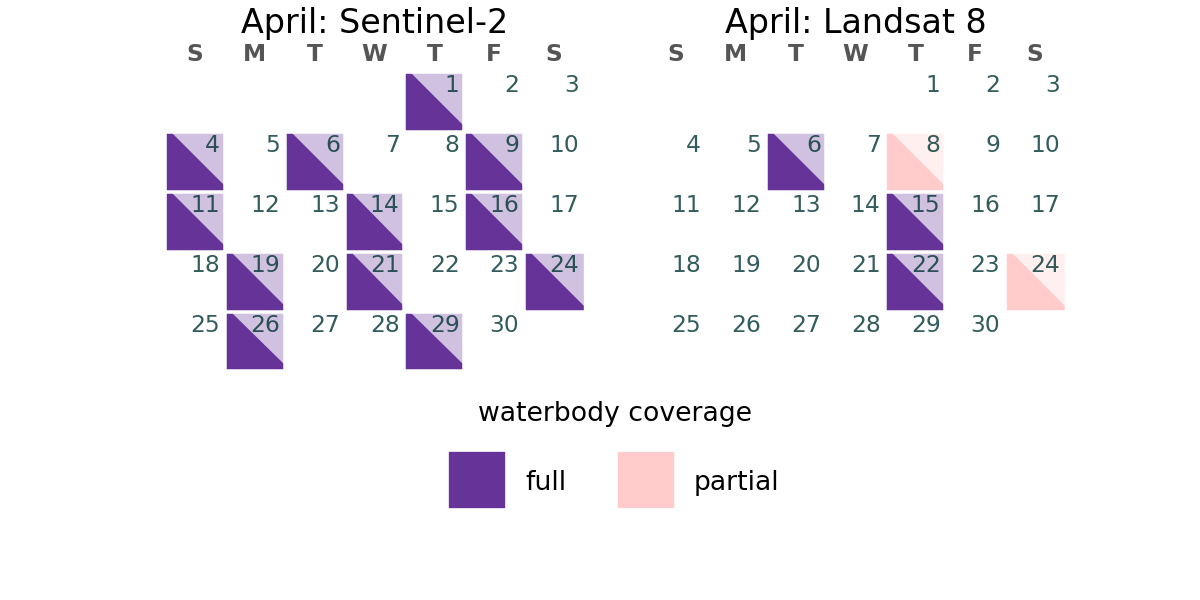 April: Sentinel-2
S M T W T F S
1 2 3
4 5 6 7 8 9 10
11 12 13 14 15 16 17
18 19 20 21 22 23 24
25 26 27 28 29 30
April: Landsat 8
S M T W T F S
1 2 3
4 5 6 7 8 9 10
11 12 13 14 15 16 17
18 19 20 21 22 23 24
25 26 27 28 29 30
waterbody coverage
full partial